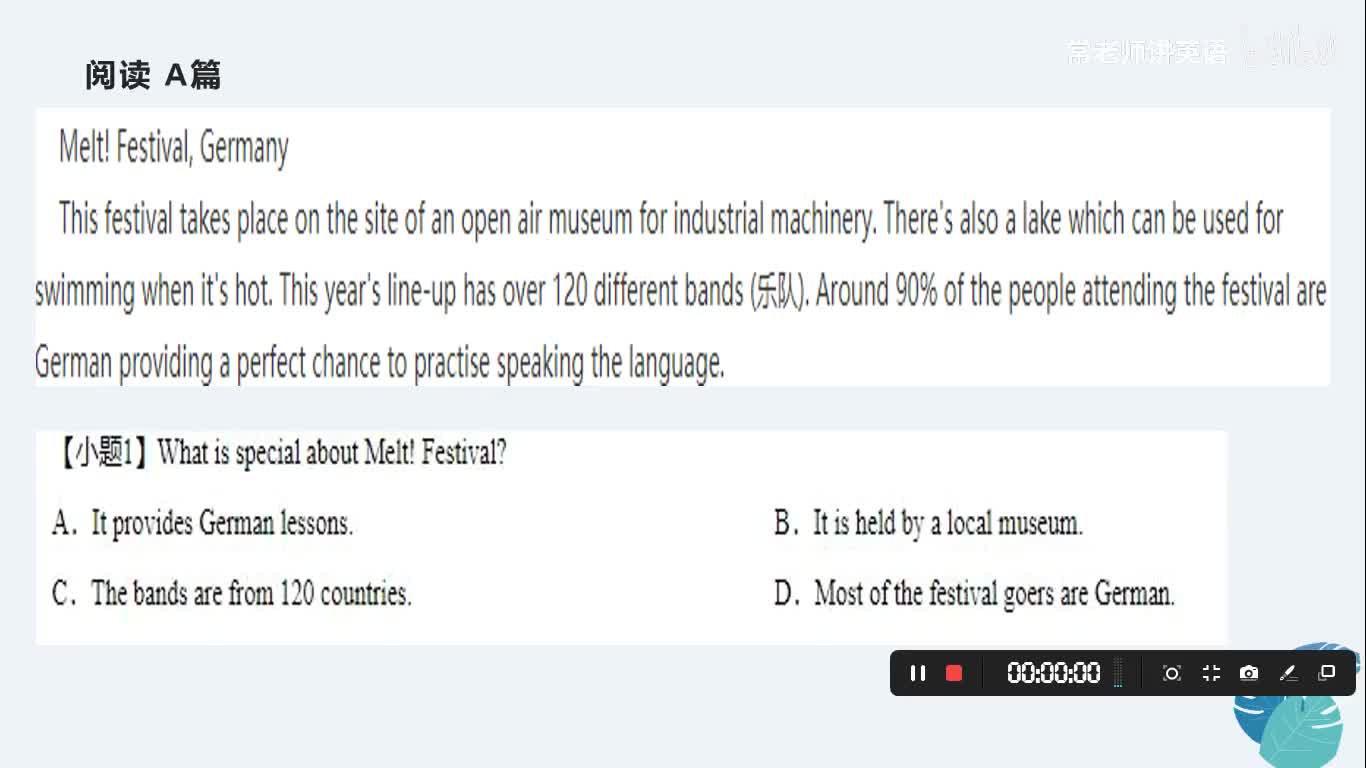 常老师讲英语 bilibili
阅读 A篇
Melt! Festival, Germany
This festival takes place on the site of an open air museum for industrial machinery. There's also a lake which can be used for
swimming when it's hot. This year's line-up has over 120 different bands (乐队). Around 90% of the people attending the festival are
German providing a perfect chance to practise speaking the language.
【小题1】What is special about Melt! Festival?
A. It provides German lessons.
B. It is held by a local museum.
C. The bands are from 120 countries.
D. Most of the festival goers are German.
00:00:00